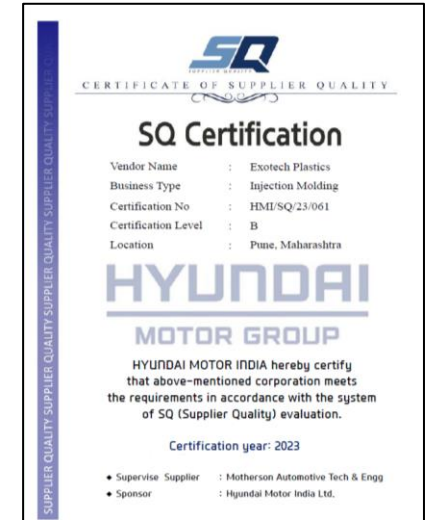 SUPPLIER QUALITY SUPPLIER QUALITY SUPPLIER QUALITY SUPPLIER QUALITY
SQ
SUPPLIER QUALITY
CERTIFICATE OF SUPPLIER QUALITY
SQ Certification
Vendor Name : Exotech Plastics
Business Type : Injection Molding
Certification No : HMI/SQ/23/061
Certification Level : B
Location : Pune, Maharashtra
HYUNDAI
MOTOR GROUP
HYUNDAI MOTOR INDIA hereby certify
that above-mentioned corporation meets
the requirements in accordance with the system
of SQ (Supplier Quality) evaluation.
Certification year: 2023
◆ Supervise Supplier : Motherson Automotive Tech & Engg
◆ Sponsor : Hyundai Motor India Ltd.